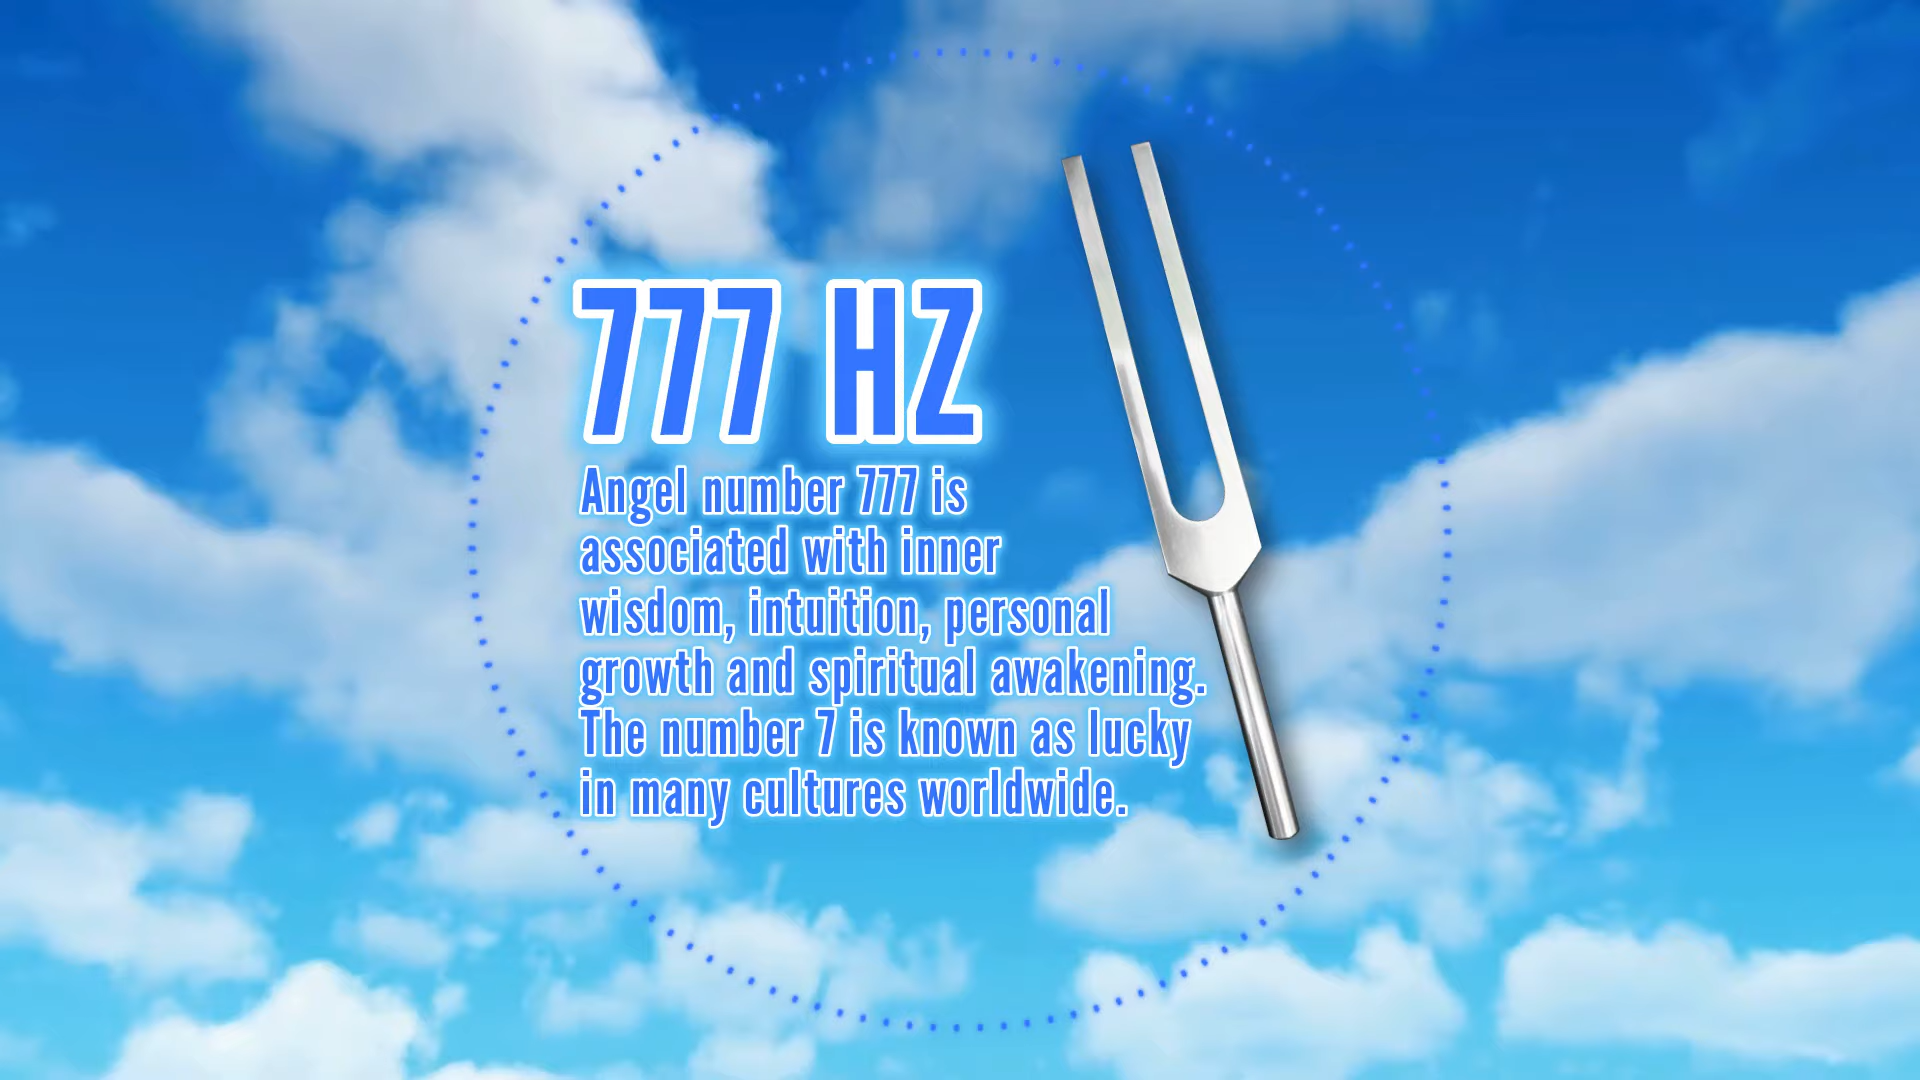 777 HZ
Angel number 777 is
associated with inner
wisdom, intuition, personal
growth and spiritual awakening.
The number 7 is known as lucky
in many cultures worldwide.